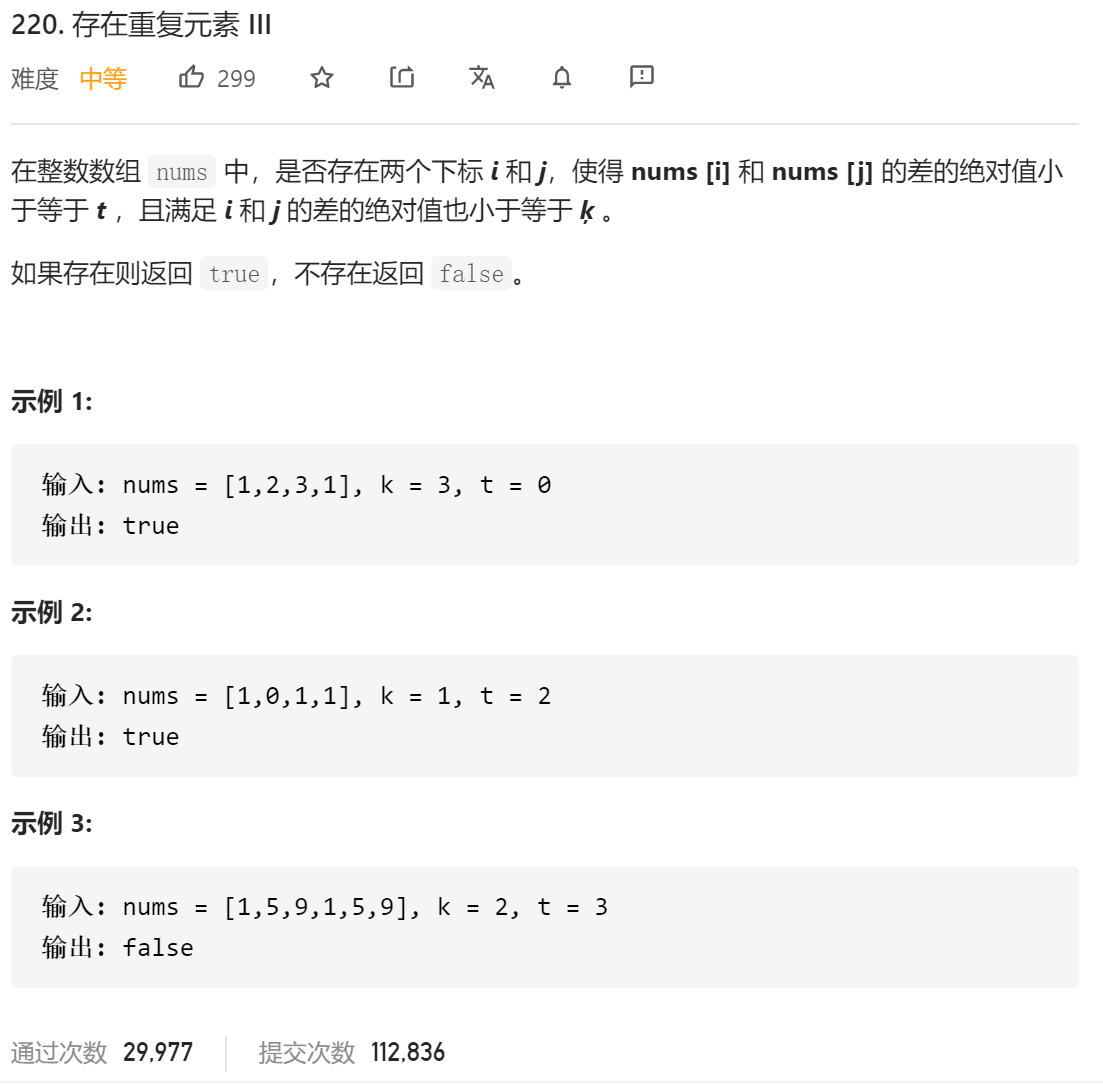 220. 存在重复元素 III
难度 中等 299
在整数数组 nums 中，是否存在两个下标 i 和 j，使得 nums [i] 和 nums [j] 的差的绝对值小
于等于 t ，且满足 i 和 j 的差的绝对值也小于等于 ķ 。
如果存在则返回 true，不存在返回 false。
示例 1:
输入: nums = [1,2,3,1], k = 3, t = 0
输出: true
示例 2:
输入: nums = [1,0,1,1], k = 1, t = 2
输出: true
示例 3:
输入: nums = [1,5,9,1,5,9], k = 2, t = 3
输出: false
通过次数 29,977 提交次数 112,836